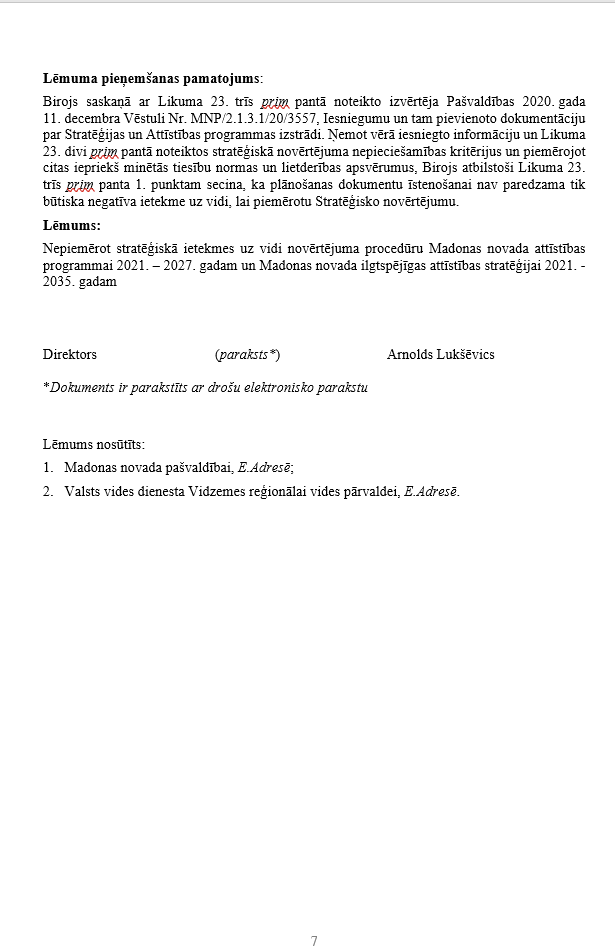 Lēmuma pieņemšanas pamatojums:
Birojs saskaņā ar Likuma 23. trīs prim pantā noteikto izvērtēja Pašvaldības 2020. gada
11. decembra Vēstuli Nr. MNP/2.1.3.1/20/3557, Iesniegumu un tam pievienoto dokumentāciju
par Stratēģijas un Attīstības programmas izstrādi. Ņemot vērā iesniegto informāciju un Likuma
23. divi prim pantā noteiktos stratēģiskā novērtējuma nepieciešamības kritērijus un piemērojot
citas iepriekš minētās tiesību normas un lietderības apsvērumus, Birojs atbilstoši Likuma 23.
trīs prim panta 1. punktam secina, ka plānošanas dokumentu īstenošanai nav paredzama tik
būtiska negatīva ietekme uz vidi, lai piemērotu Stratēģisko novērtējumu.
Lēmums:
Nepiemērot stratēģiskā ietekmes uz vidi novērtējuma procedūru Madonas novada attīstības
programmai 2021. – 2027. gadam un Madonas novada ilgtspējīgas attīstības stratēģijai 2021. -
2035. gadam
Direktors (paraksts*) Arnolds Lukšēvics
*Dokuments ir parakstīts ar drošu elektronisko parakstu
Lēmums nosūtīts:
1. Madonas novada pašvaldībai, E.Adresē;
2. Valsts vides dienesta Vidzemes reģionālai vides pārvaldei, E.Adresē.
7